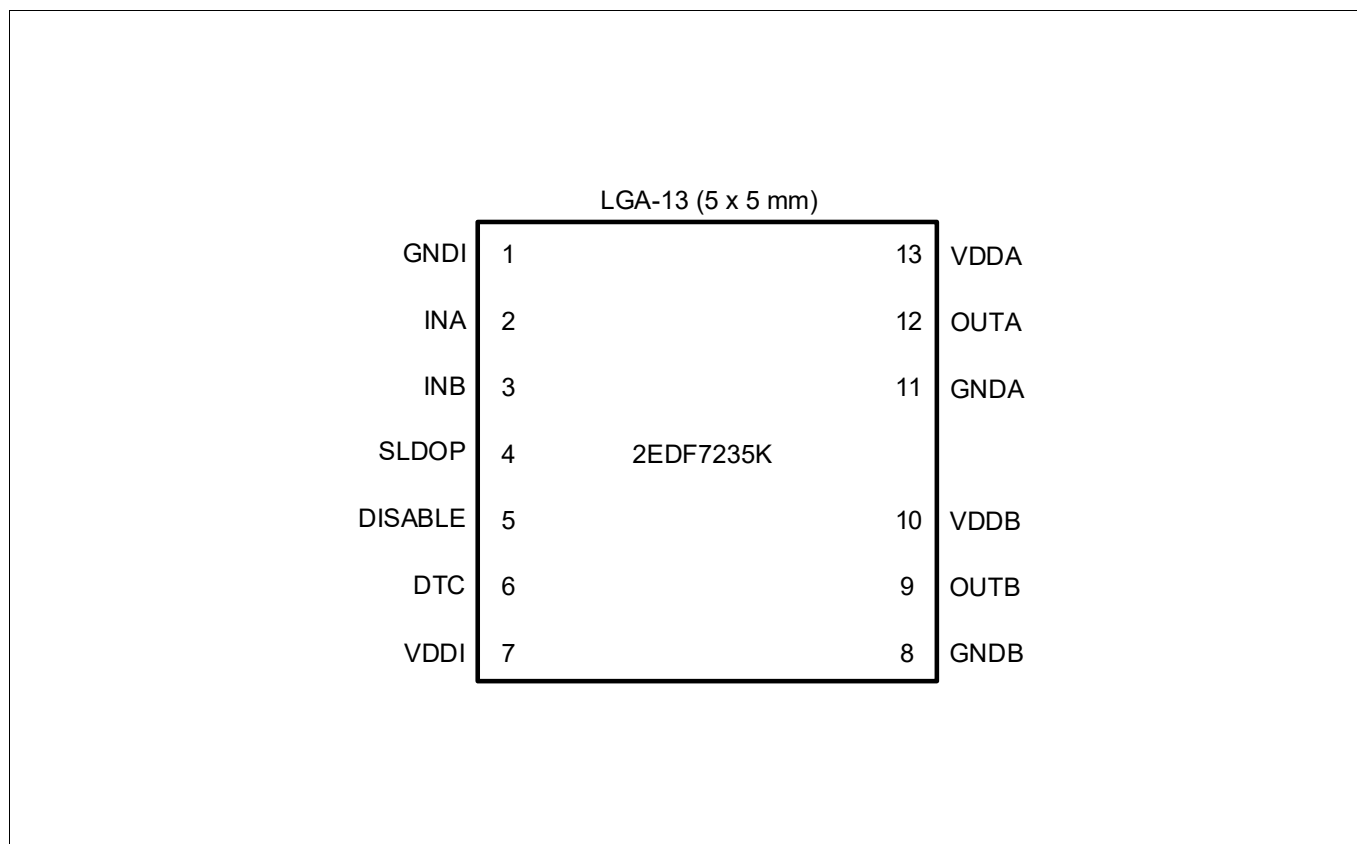 LGA-13 (5 x 5 mm)
GNDI 1 13 VDDA
INA 2 12 OUTA
INB 3 11 GNDA
SLDOP 4 2EDF7235K
DISABLE 5 10 VDDB
DTC 6 9 OUTB
VDDI 7 8 GNDB